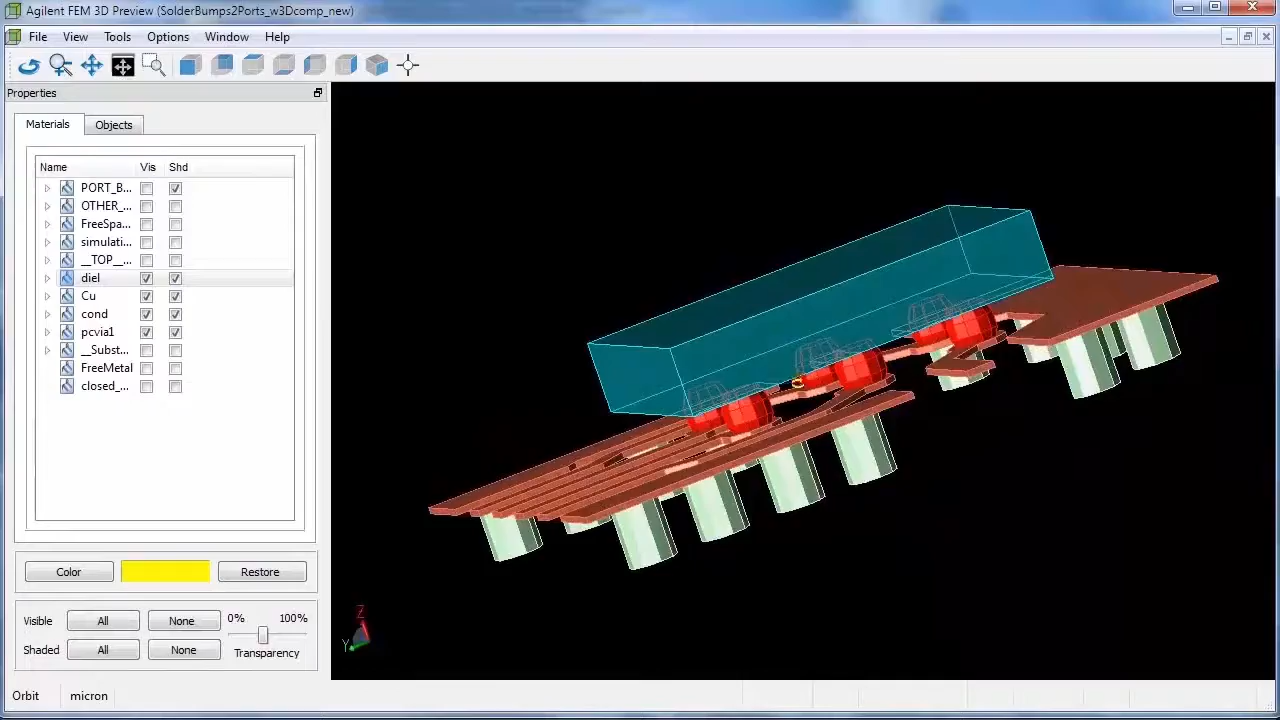 Agilent FEM 3D Preview (SolderBumps2Ports_w3Dcomp_new)
File View Tools Options Window Help
Properties
Materials Objects
Name Vis Shd
PORT_B...
OTHER_...
FreeSpa...
simulati...
__TOP__...
diel
Cu
cond
pcvia1
__Subst...
FreeMetal
closed_...
Color Restore
Visible All None 0% 100%
Shaded All None Transparency
Z
Y
Orbit micron